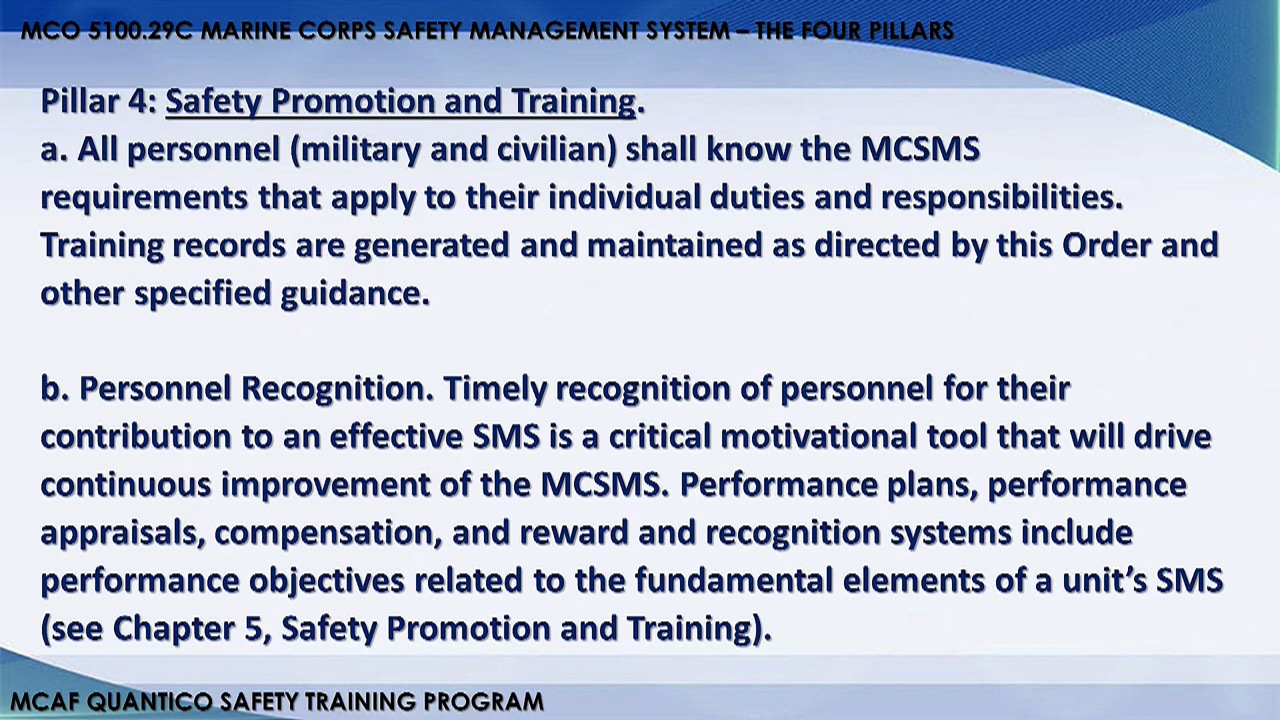 MCO 5100.29C MARINE CORPS SAFETY MANAGEMENT SYSTEM – THE FOUR PILLARS
Pillar 4: Safety Promotion and Training.
a. All personnel (military and civilian) shall know the MCSMS
requirements that apply to their individual duties and responsibilities.
Training records are generated and maintained as directed by this Order and
other specified guidance.
b. Personnel Recognition. Timely recognition of personnel for their
contribution to an effective SMS is a critical motivational tool that will drive
continuous improvement of the MCSMS. Performance plans, performance
appraisals, compensation, and reward and recognition systems include
performance objectives related to the fundamental elements of a unit’s SMS
(see Chapter 5, Safety Promotion and Training).
MCAF QUANTICO SAFETY TRAINING PROGRAM